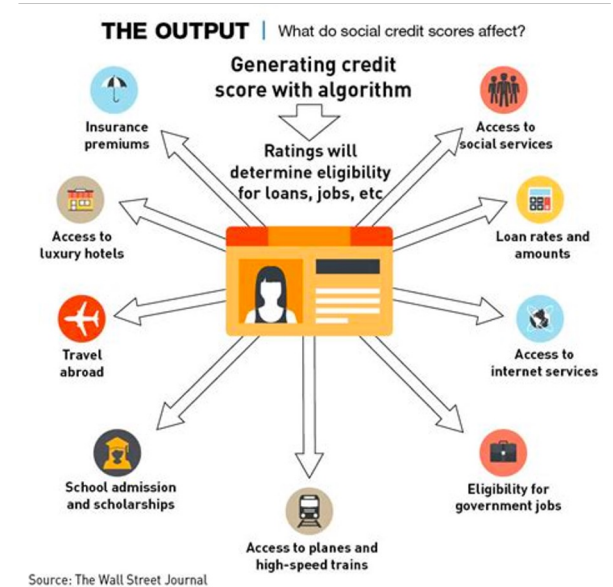 THE OUTPUT | What do social credit scores affect?
Generating credit
score with algorithm
Ratings will
determine eligibility
for loans, jobs, etc
Insurance
premiums
Access to
social services
Access to
luxury hotels
Loan rates and
amounts
Travel
abroad
Access to
internet services
School admission
and scholarships
Eligibility for
government jobs
Access to planes and
high-speed trains
Source: The Wall Street Journal